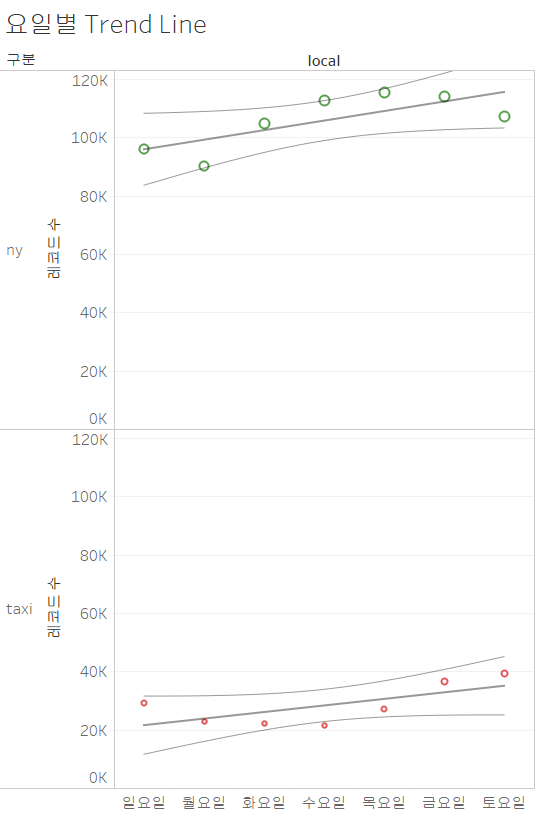 요일별 Trend Line
구분
local
ny
레코드 수
120K
100K
80K
60K
40K
20K
0K
taxi
레코드 수
120K
100K
80K
60K
40K
20K
0K
일요일 월요일 화요일 수요일 목요일 금요일 토요일